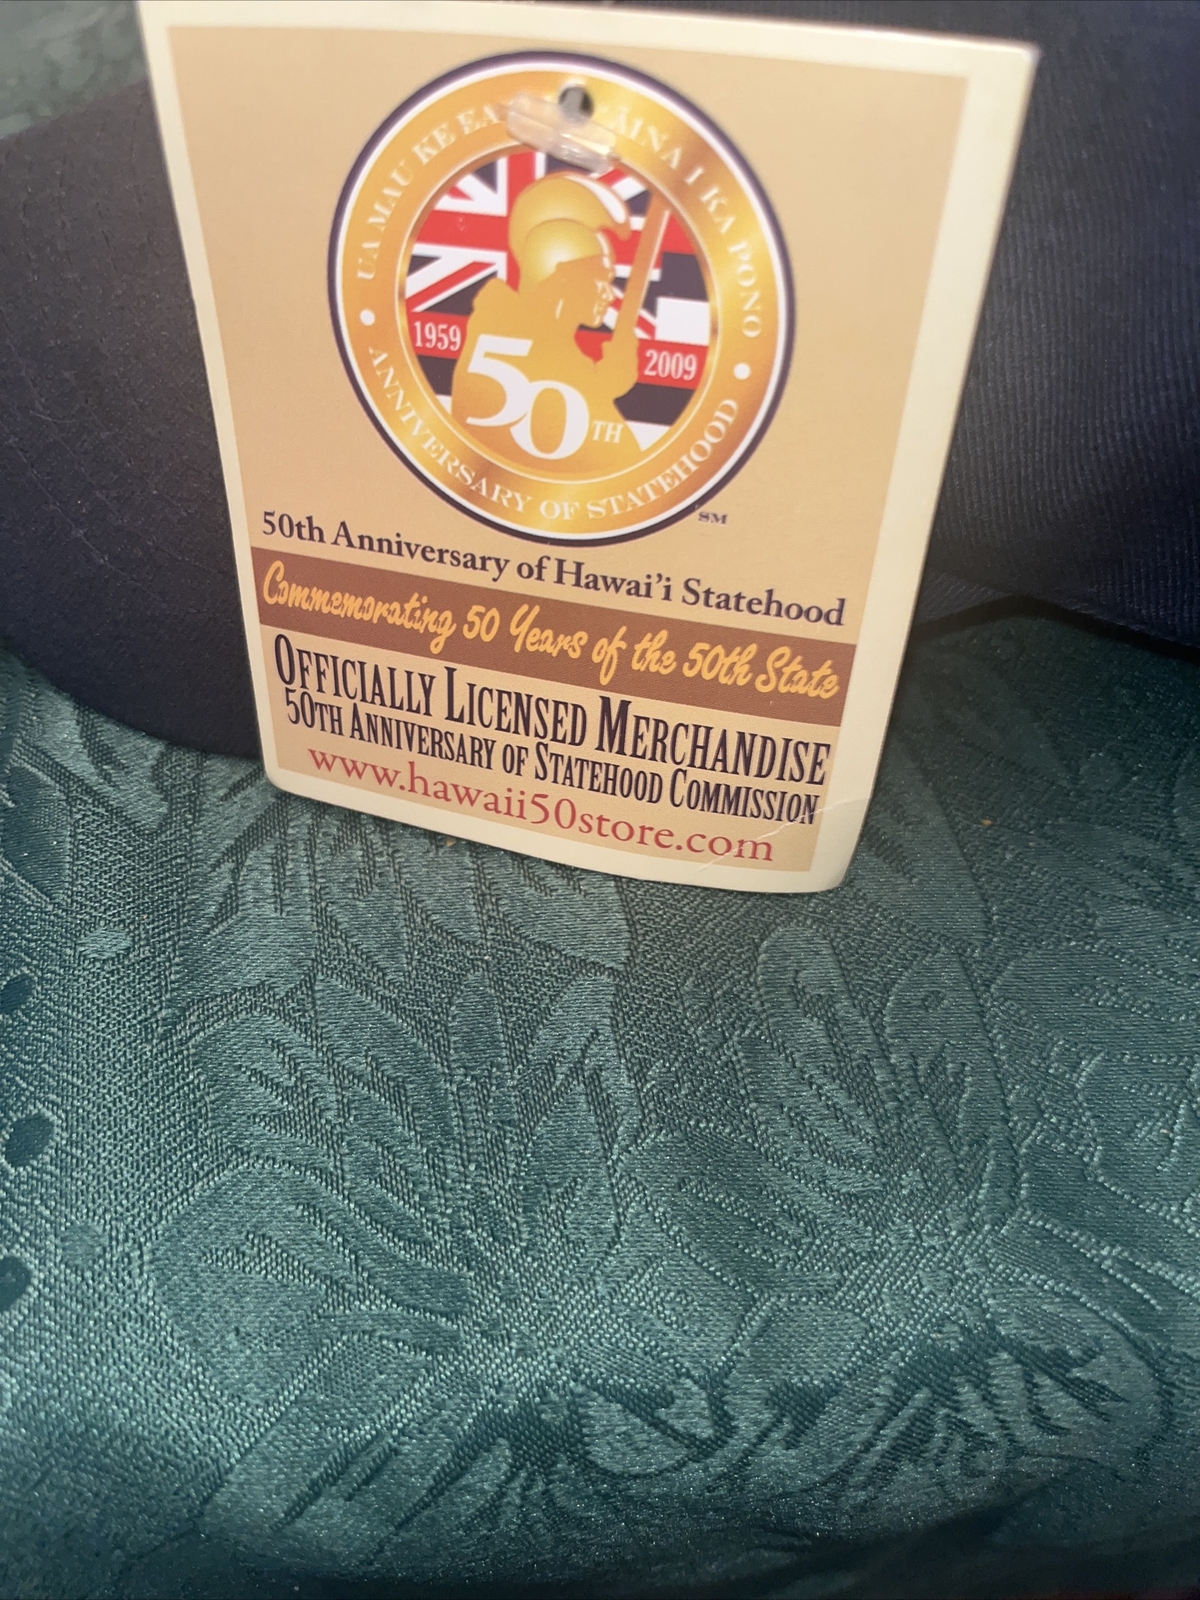 UA MAU KE EA ĀINA I KA PONO
1959
2009
50TH
ANNIVERSARY OF STATEHOOD
SM
50th Anniversary of Hawai'i Statehood
Commemorating 50 Years of the 50th State
OFFICIALLY LICENSED MERCHANDISE
50TH ANNIVERSARY OF STATEHOOD COMMISSION
www.hawaii50store.com